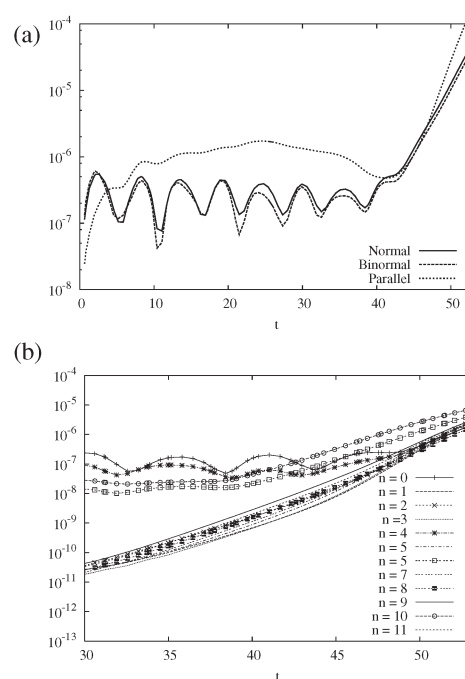 (a)
10^-4
10^-5
10^-6
10^-7
10^-8
Normal
Binormal
Parallel
0 10 20 30 40 50
t
(b)
10^-4
10^-5
10^-6
10^-7
10^-8
10^-9
10^-10
10^-11
10^-12
10^-13
n = 0
n = 1
n = 2
n =3
n = 4
n = 5
n = 5
n = 7
n = 8
n = 9
n = 10
n = 11
30 35 40 45 50
t